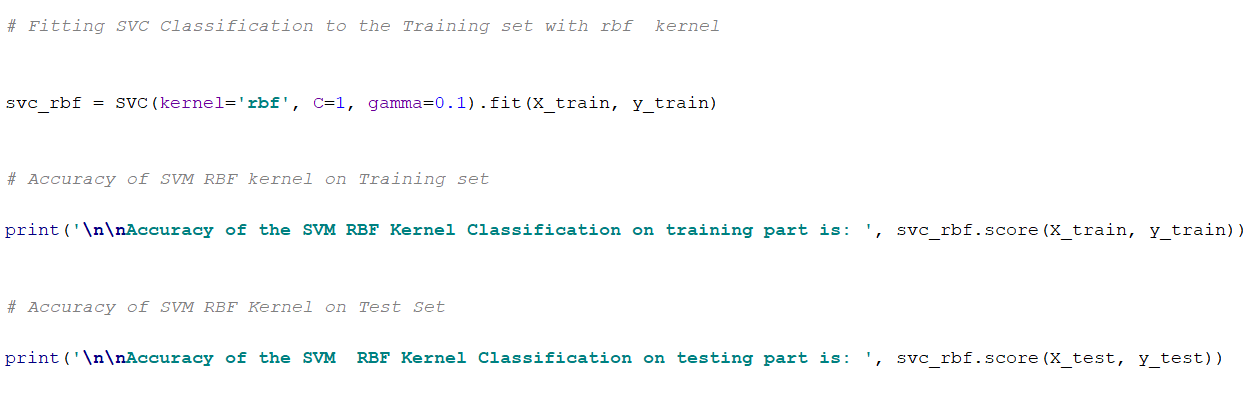 # Fitting SVC Classification to the Training set with rbf  kernel
svc_rbf = SVC(kernel='rbf', C=1, gamma=0.1).fit(X_train, y_train)
# Accuracy of SVM RBF kernel on Training set
print('\n\nAccuracy of the SVM RBF Kernel Classification on training part is: ', svc_rbf.score(X_train, y_train))
# Accuracy of SVM RBF Kernel on Test Set
print('\n\nAccuracy of the SVM  RBF Kernel Classification on testing part is: ', svc_rbf.score(X_test, y_test))